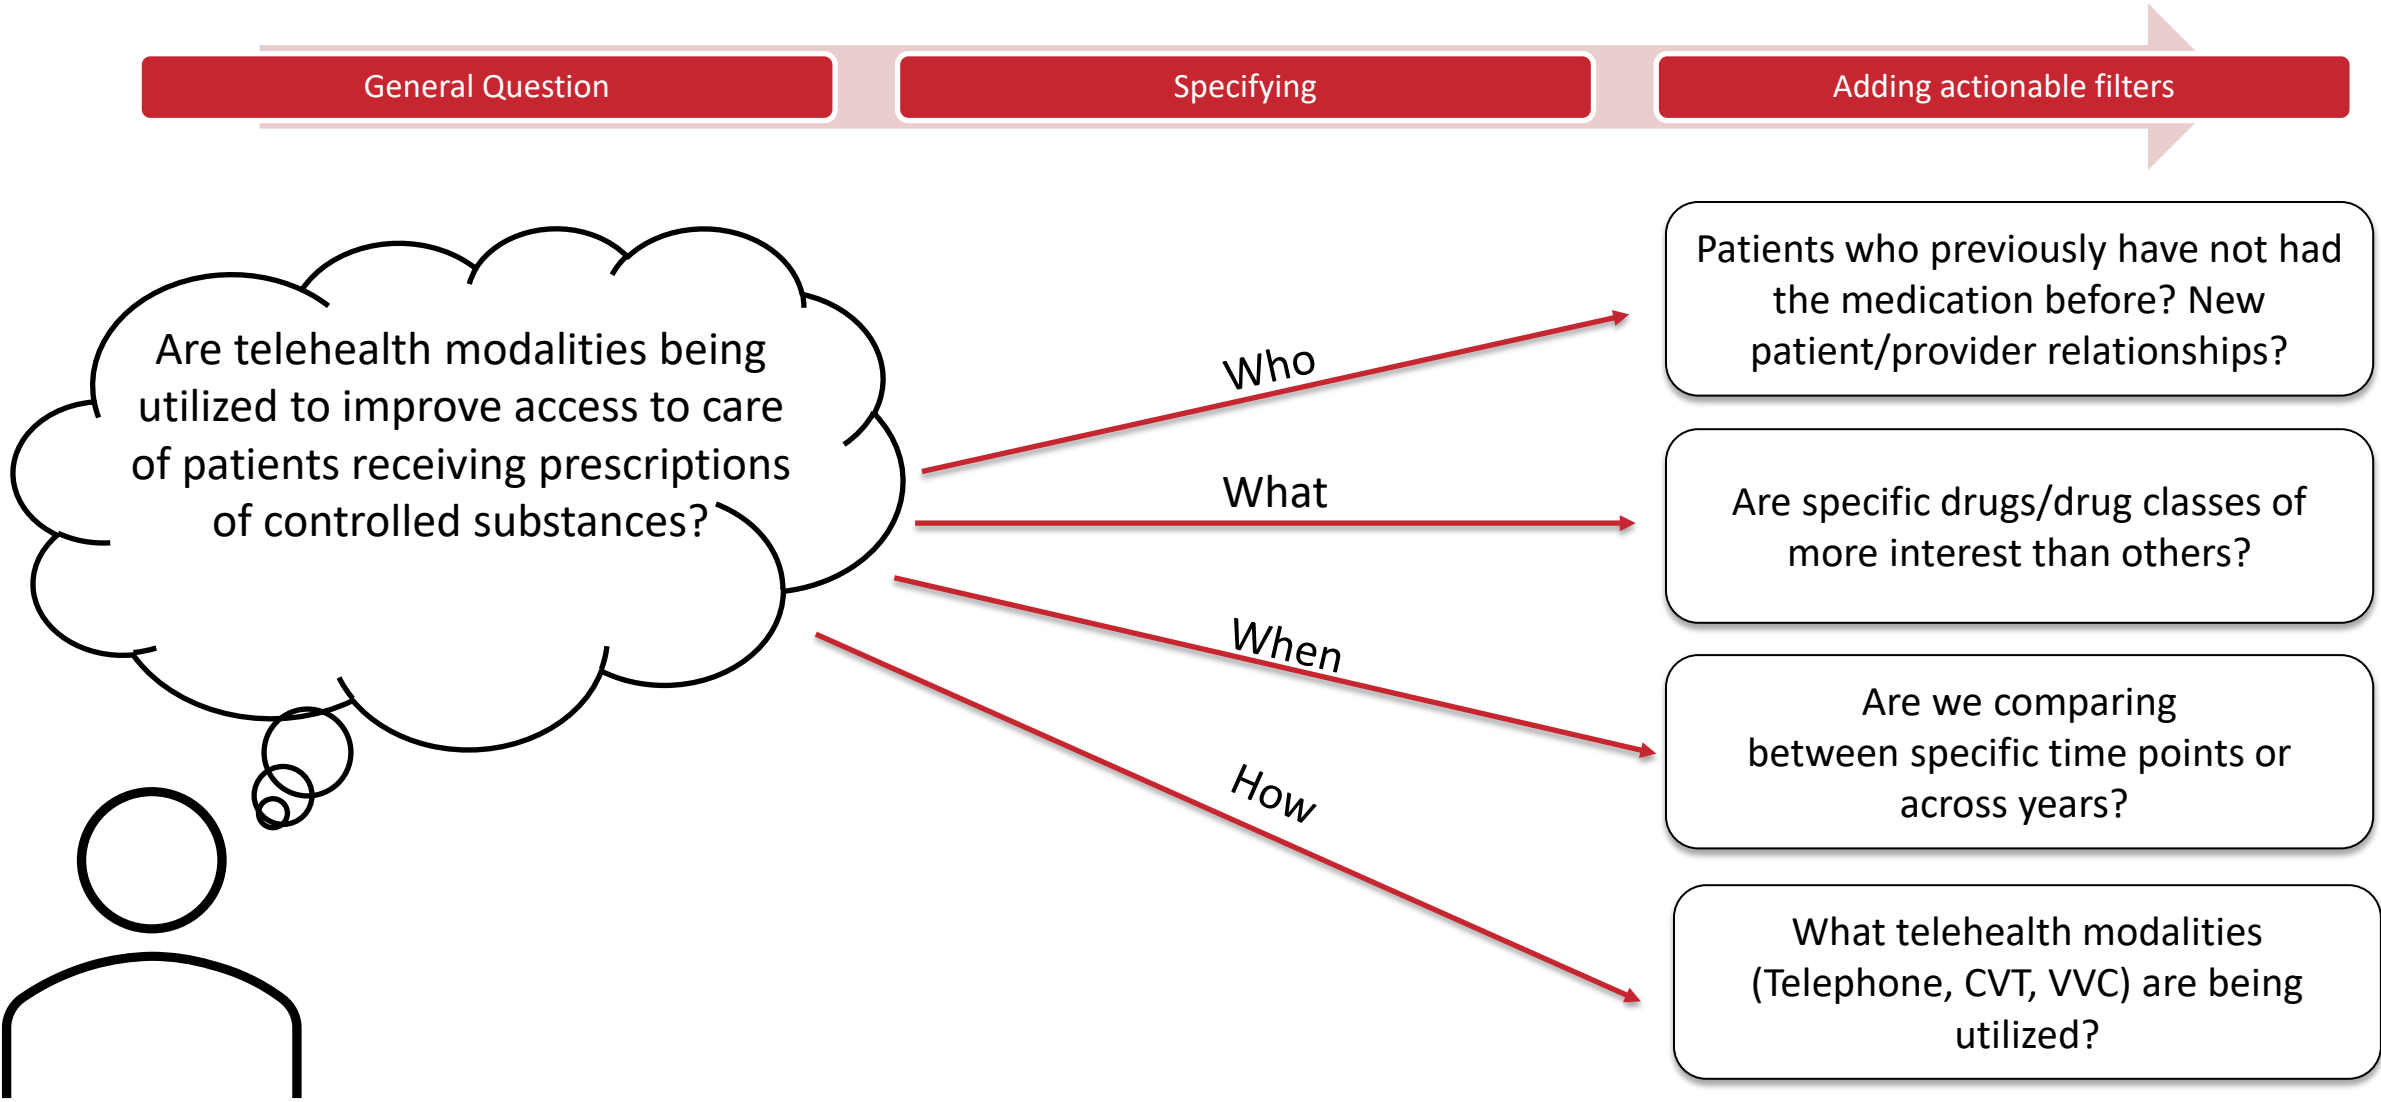 General Question
Specifying
Adding actionable filters
Are telehealth modalities being
utilized to improve access to care
of patients receiving prescriptions
of controlled substances?
Who
What
When
How
Patients who previously have not had
the medication before? New
patient/provider relationships?
Are specific drugs/drug classes of
more interest than others?
Are we comparing
between specific time points or
across years?
What telehealth modalities
(Telephone, CVT, VVC) are being
utilized?